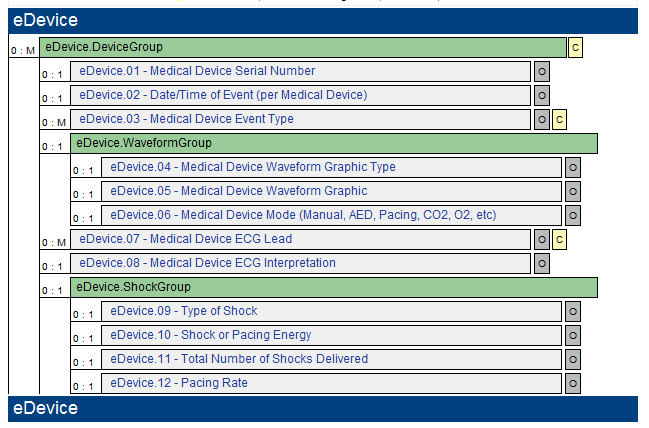 eDevice
0 : M eDevice.DeviceGroup C
0 : 1 eDevice.01 - Medical Device Serial Number O
0 : 1 eDevice.02 - Date/Time of Event (per Medical Device) O
0 : M eDevice.03 - Medical Device Event Type O C
0 : 1 eDevice.WaveformGroup
0 : 1 eDevice.04 - Medical Device Waveform Graphic Type O
0 : 1 eDevice.05 - Medical Device Waveform Graphic O
0 : 1 eDevice.06 - Medical Device Mode (Manual, AED, Pacing, CO2, O2, etc) O
0 : M eDevice.07 - Medical Device ECG Lead O C
0 : 1 eDevice.08 - Medical Device ECG Interpretation O
0 : 1 eDevice.ShockGroup
0 : 1 eDevice.09 - Type of Shock O
0 : 1 eDevice.10 - Shock or Pacing Energy O
0 : 1 eDevice.11 - Total Number of Shocks Delivered O
0 : 1 eDevice.12 - Pacing Rate O
eDevice